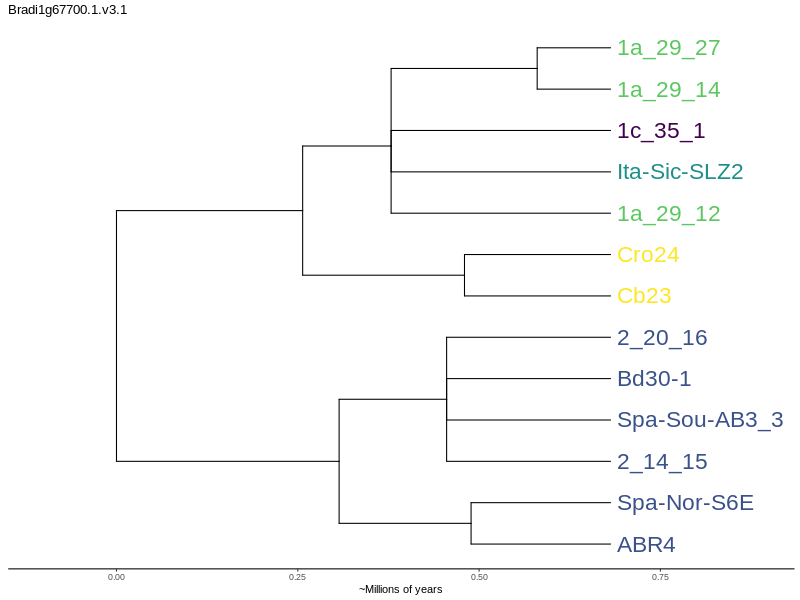 Bradi1g67700.1.v3.1
1a_29_27
1a_29_14
1c_35_1
Ita-Sic-SLZ2
1a_29_12
Cro24
Cb23
2_20_16
Bd30-1
Spa-Sou-AB3_3
2_14_15
Spa-Nor-S6E
ABR4
0.00 0.25 0.50 0.75
~Millions of years